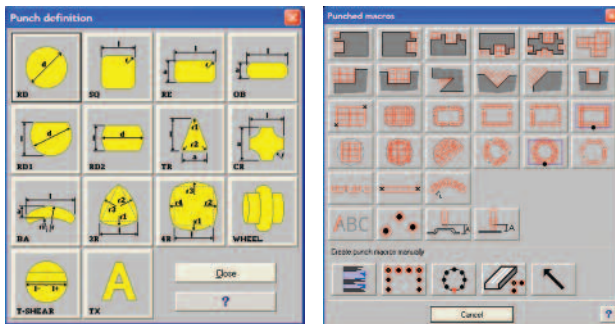 Punch definition
RD
SQ
RE
OB
RD1
RD2
TR
CR
BA
3R
4R
WHEEL
T-SHEAR
TX
Close
?
Punched macros
ABC
A
A
Create punch macros manually
Cancel
?